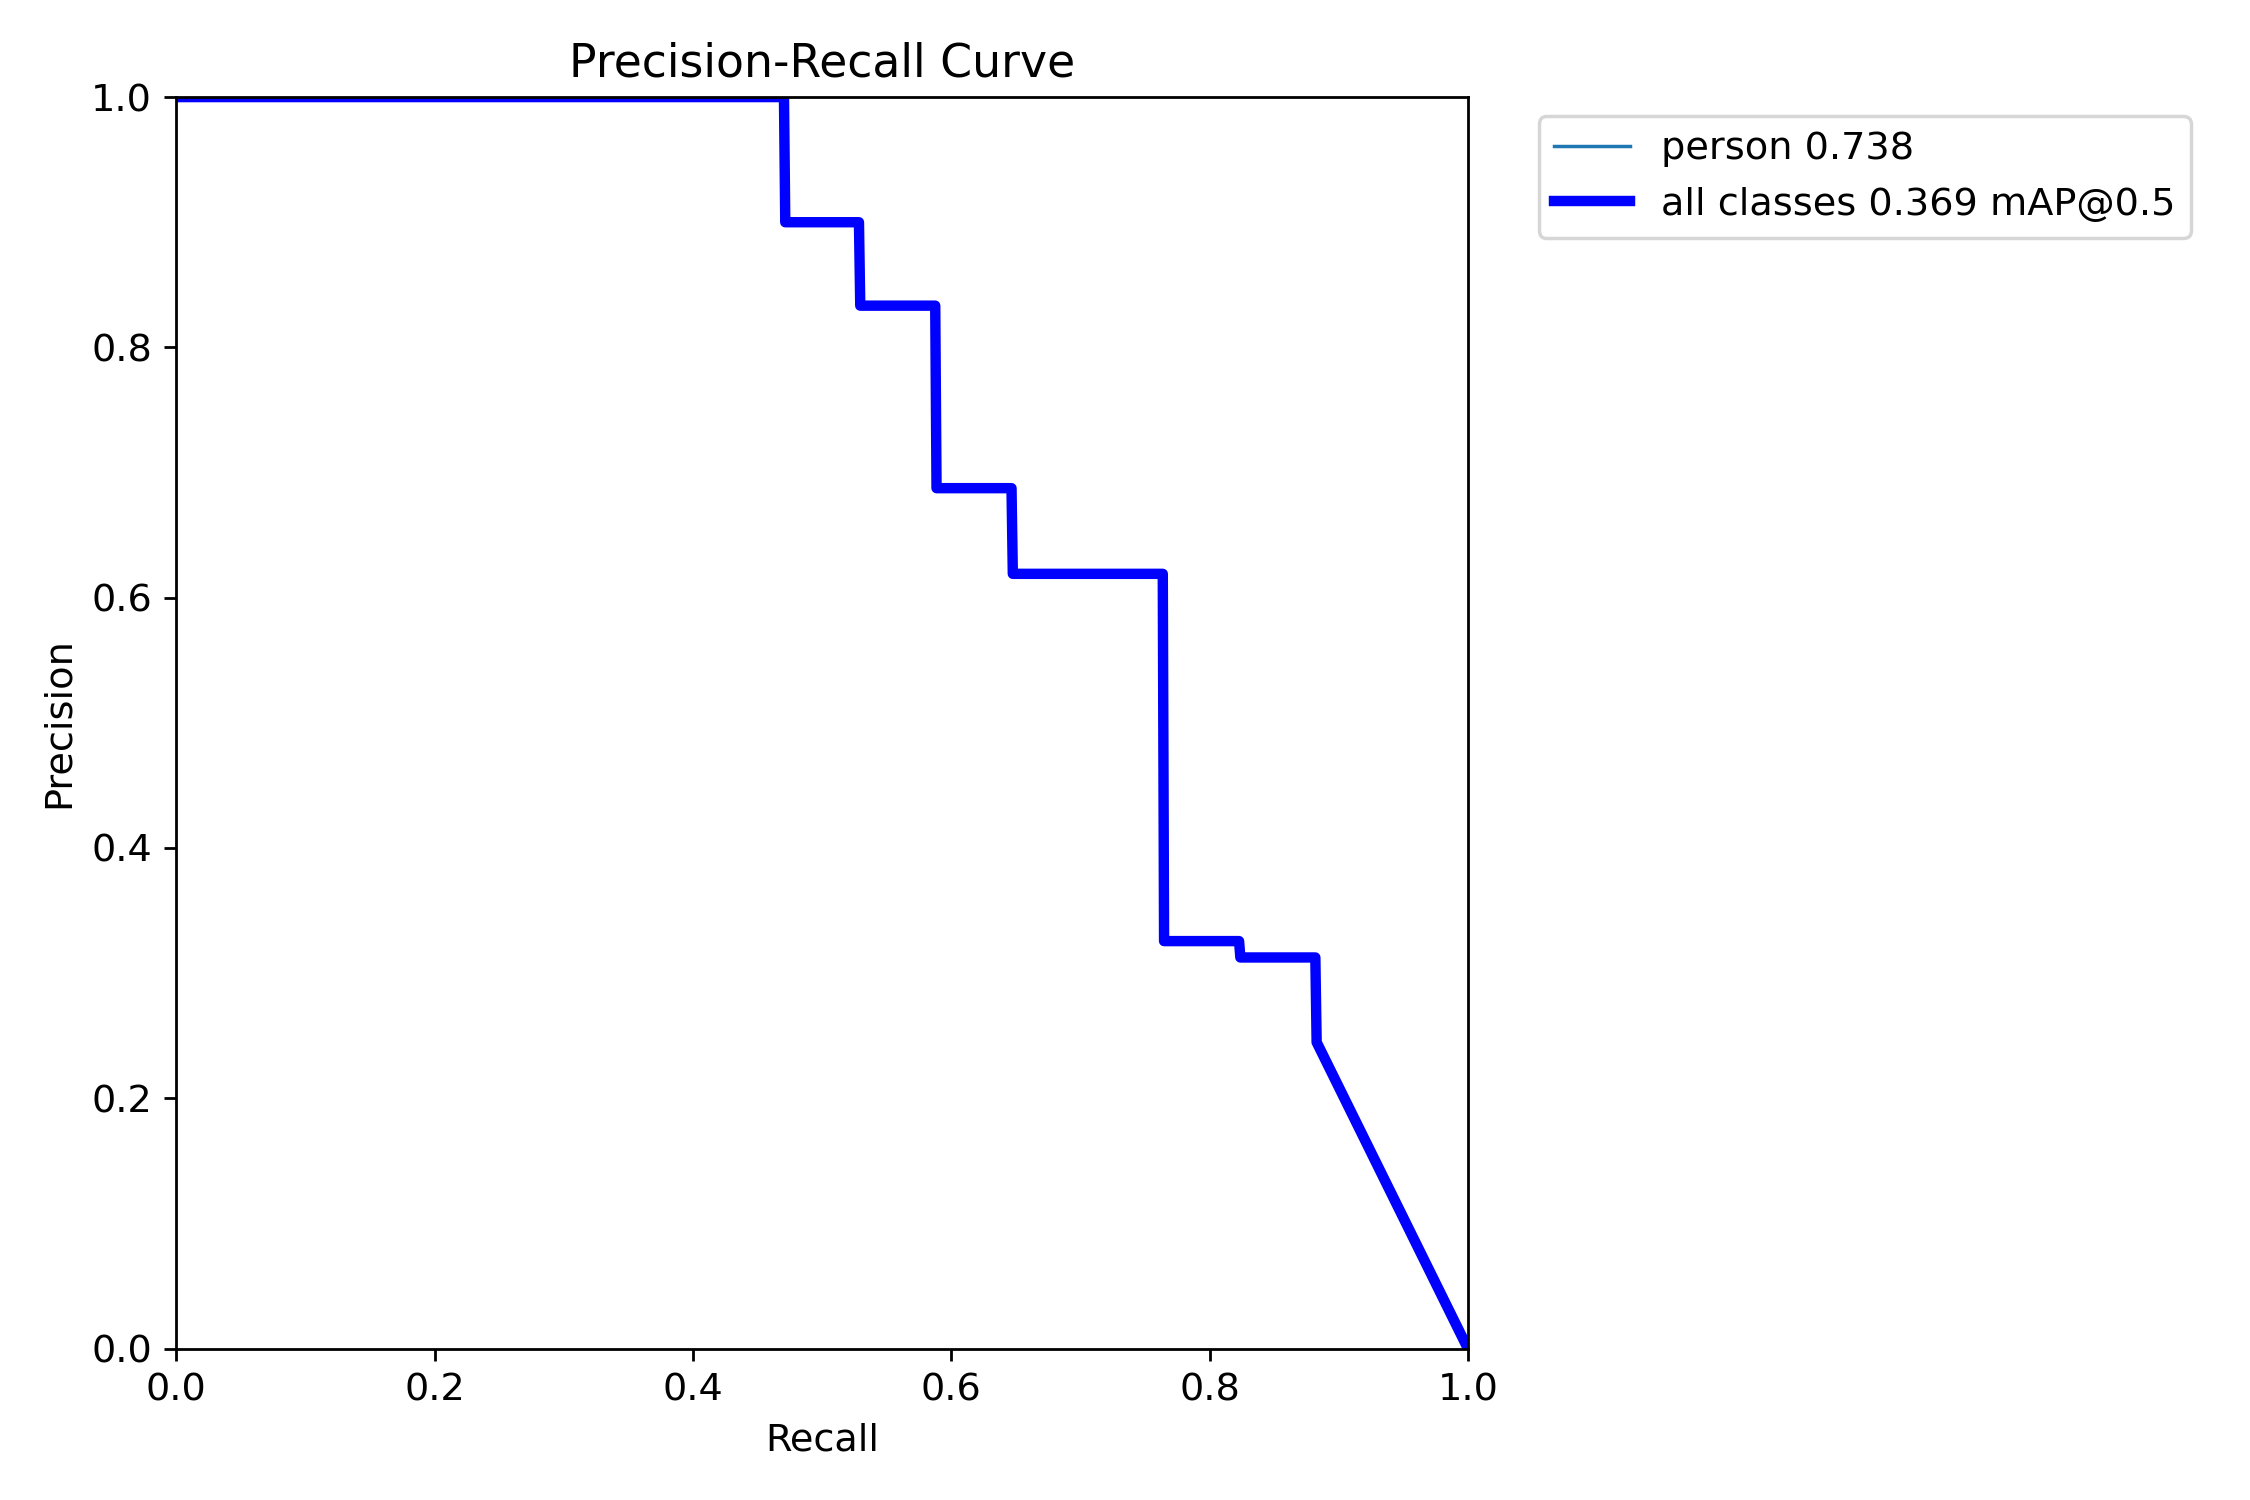 Precision-Recall Curve
person 0.738
all classes 0.369 mAP@0.5
1.0
0.8
0.6
0.4
0.2
0.0
Precision
0.0 0.2 0.4 0.6 0.8 1.0
Recall